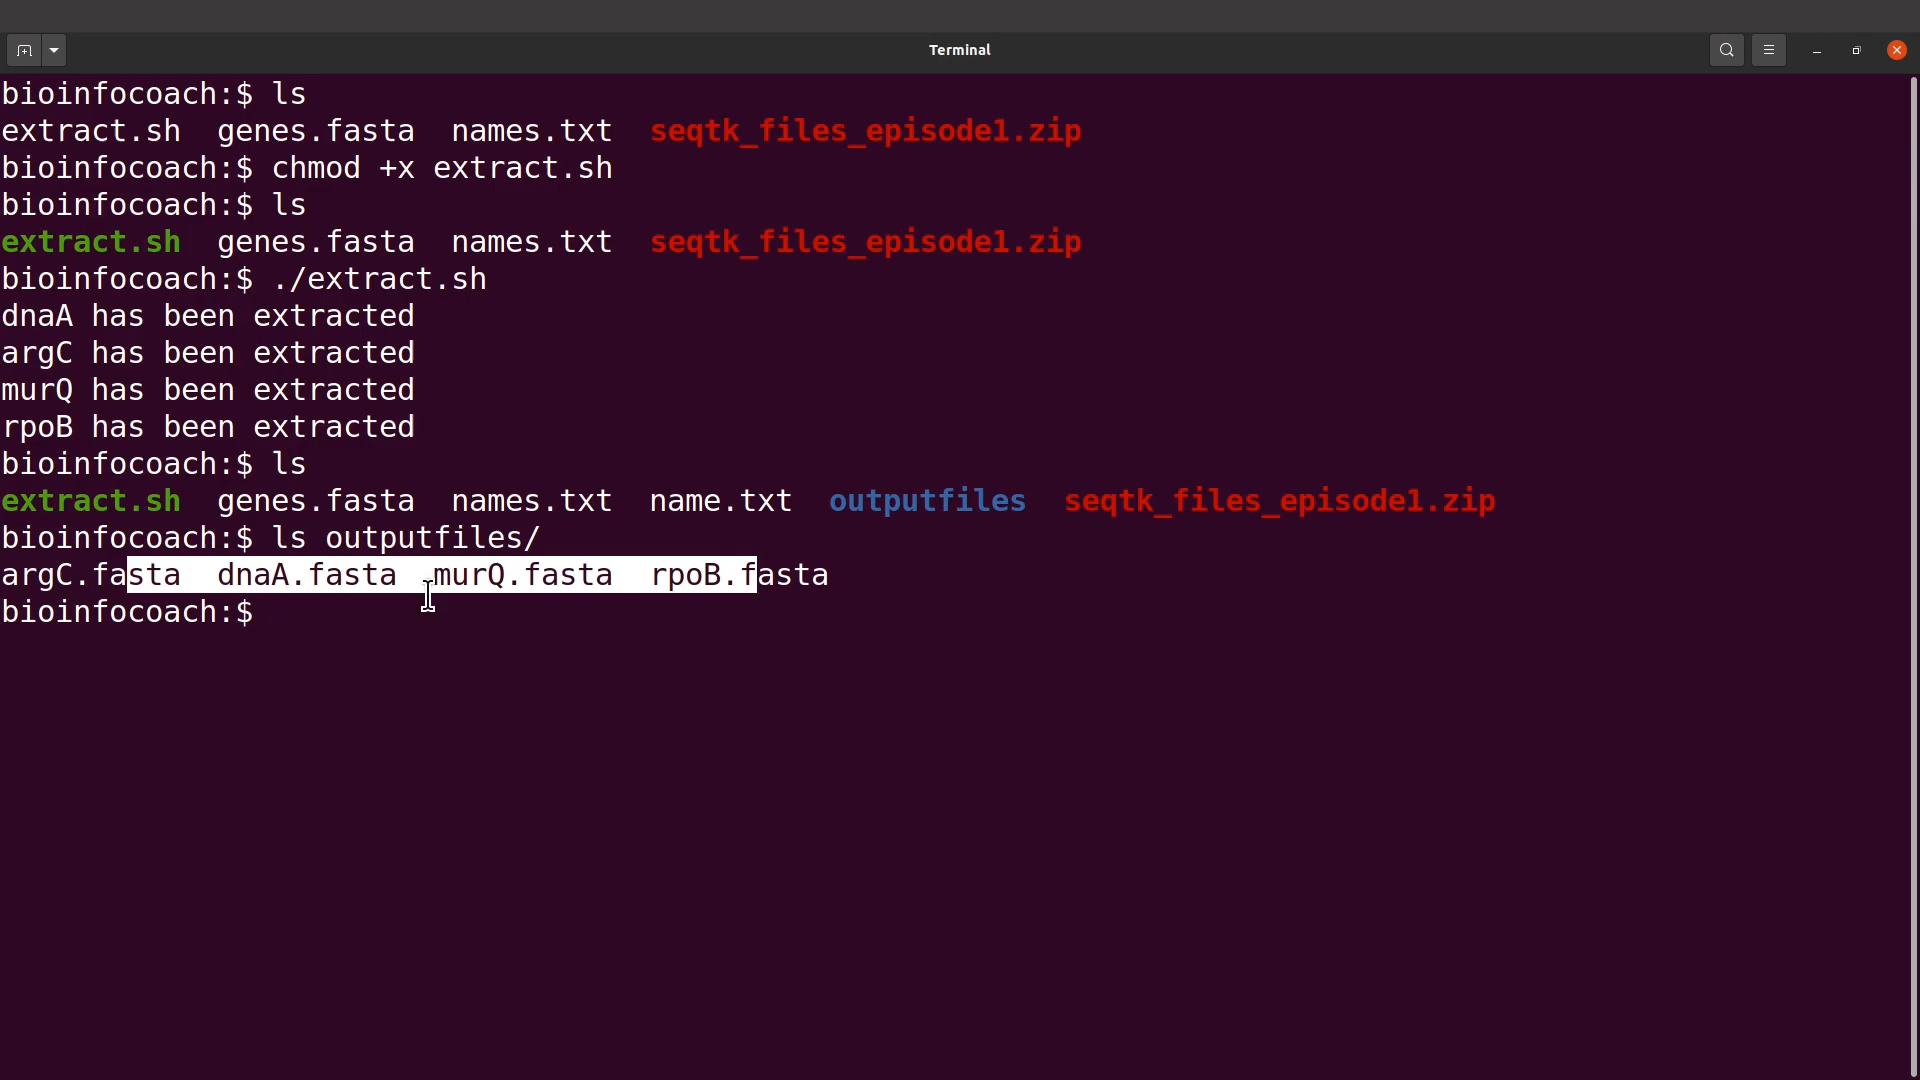 Terminal
bioinfocoach:$ ls
extract.sh  genes.fasta  names.txt  seqtk_files_episode1.zip
bioinfocoach:$ chmod +x extract.sh
bioinfocoach:$ ls
extract.sh  genes.fasta  names.txt  seqtk_files_episode1.zip
bioinfocoach:$ ./extract.sh
dnaA has been extracted
argC has been extracted
murQ has been extracted
rpoB has been extracted
bioinfocoach:$ ls
extract.sh  genes.fasta  names.txt  name.txt  outputfiles  seqtk_files_episode1.zip
bioinfocoach:$ ls outputfiles/
argC.fasta  dnaA.fasta  murQ.fasta  rpoB.fasta
bioinfocoach:$